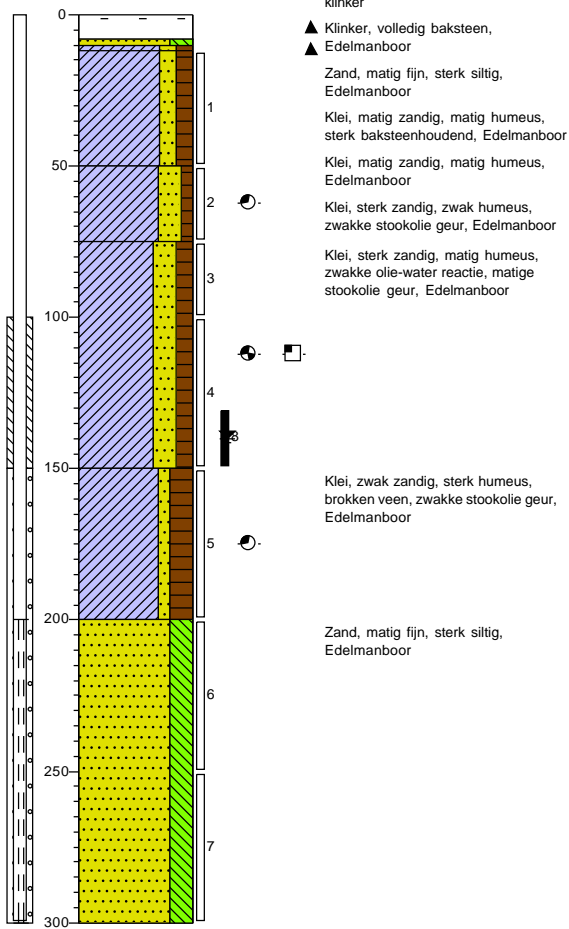 klinker
0
Klinker, volledig baksteen,
Edelmanboor
Zand, matig fijn, sterk siltig,
Edelmanboor
1
Klei, matig zandig, matig humeus,
sterk baksteenhoudend, Edelmanboor
50
Klei, matig zandig, matig humeus,
Edelmanboor
2
Klei, sterk zandig, zwak humeus,
zwakke stookolie geur, Edelmanboor
3
Klei, sterk zandig, matig humeus,
zwakke olie-water reactie, matige
stookolie geur, Edelmanboor
100
4
150
Klei, zwak zandig, sterk humeus,
brokken veen, zwakke stookolie geur,
Edelmanboor
5
200
Zand, matig fijn, sterk siltig,
Edelmanboor
6
250
7
300